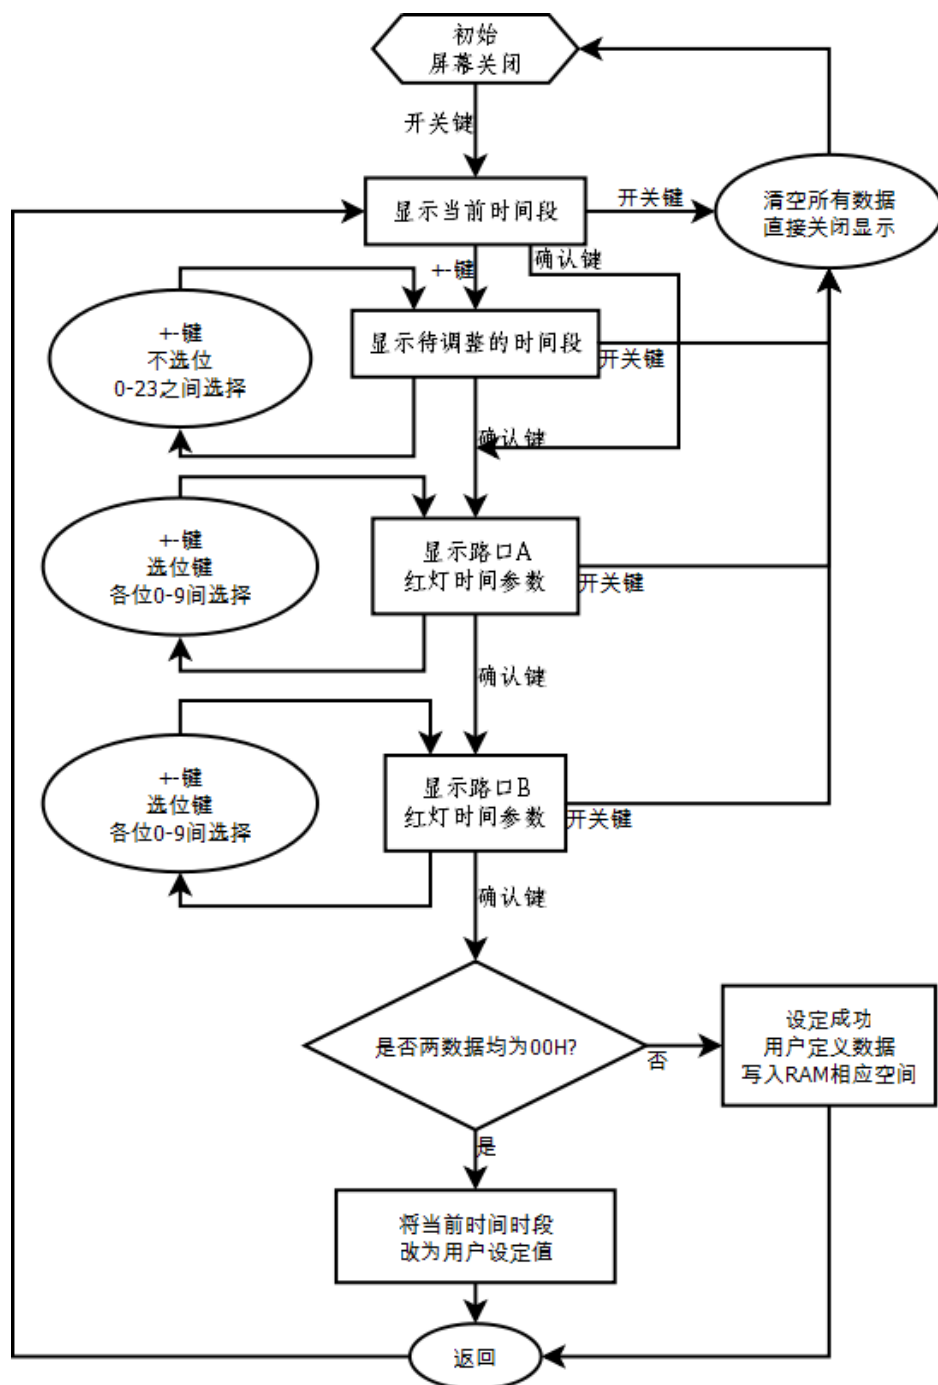 初始
屏幕关闭
开关键
显示当前时间段
开关键
清空所有数据
直接关闭显示
+-键
确认键
+-键
不选位
0-23之间选择
显示待调整的时间段
开关键
确认键
+-键
选位键
各位0-9间选择
显示路口A
红灯时间参数
开关键
确认键
+-键
选位键
各位0-9间选择
显示路口B
红灯时间参数
开关键
确认键
是否两数据均为00H?
否
设定成功
用户定义数据
写入RAM相应空间
是
将当前时间时段
改为用户设定值
返回